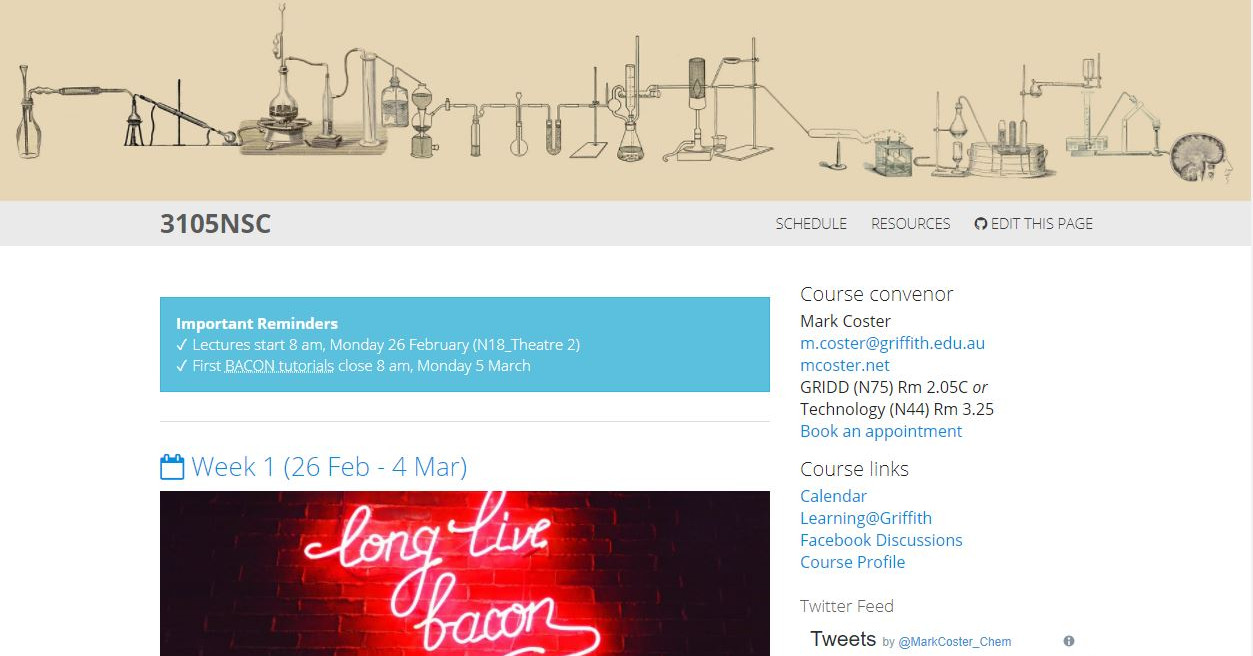 3105NSC
SCHEDULE
RESOURCES
EDIT THIS PAGE
Important Reminders
✓ Lectures start 8 am, Monday 26 February (N18_Theatre 2)
✓ First BACON tutorials close 8 am, Monday 5 March
Week 1 (26 Feb - 4 Mar)
long live
bacon
Course convenor
Mark Coster
m.coster@griffith.edu.au
mcoster.net
GRIDD (N75) Rm 2.05C or
Technology (N44) Rm 3.25
Book an appointment
Course links
Calendar
Learning@Griffith
Facebook Discussions
Course Profile
Twitter Feed
Tweets by @MarkCoster_Chem